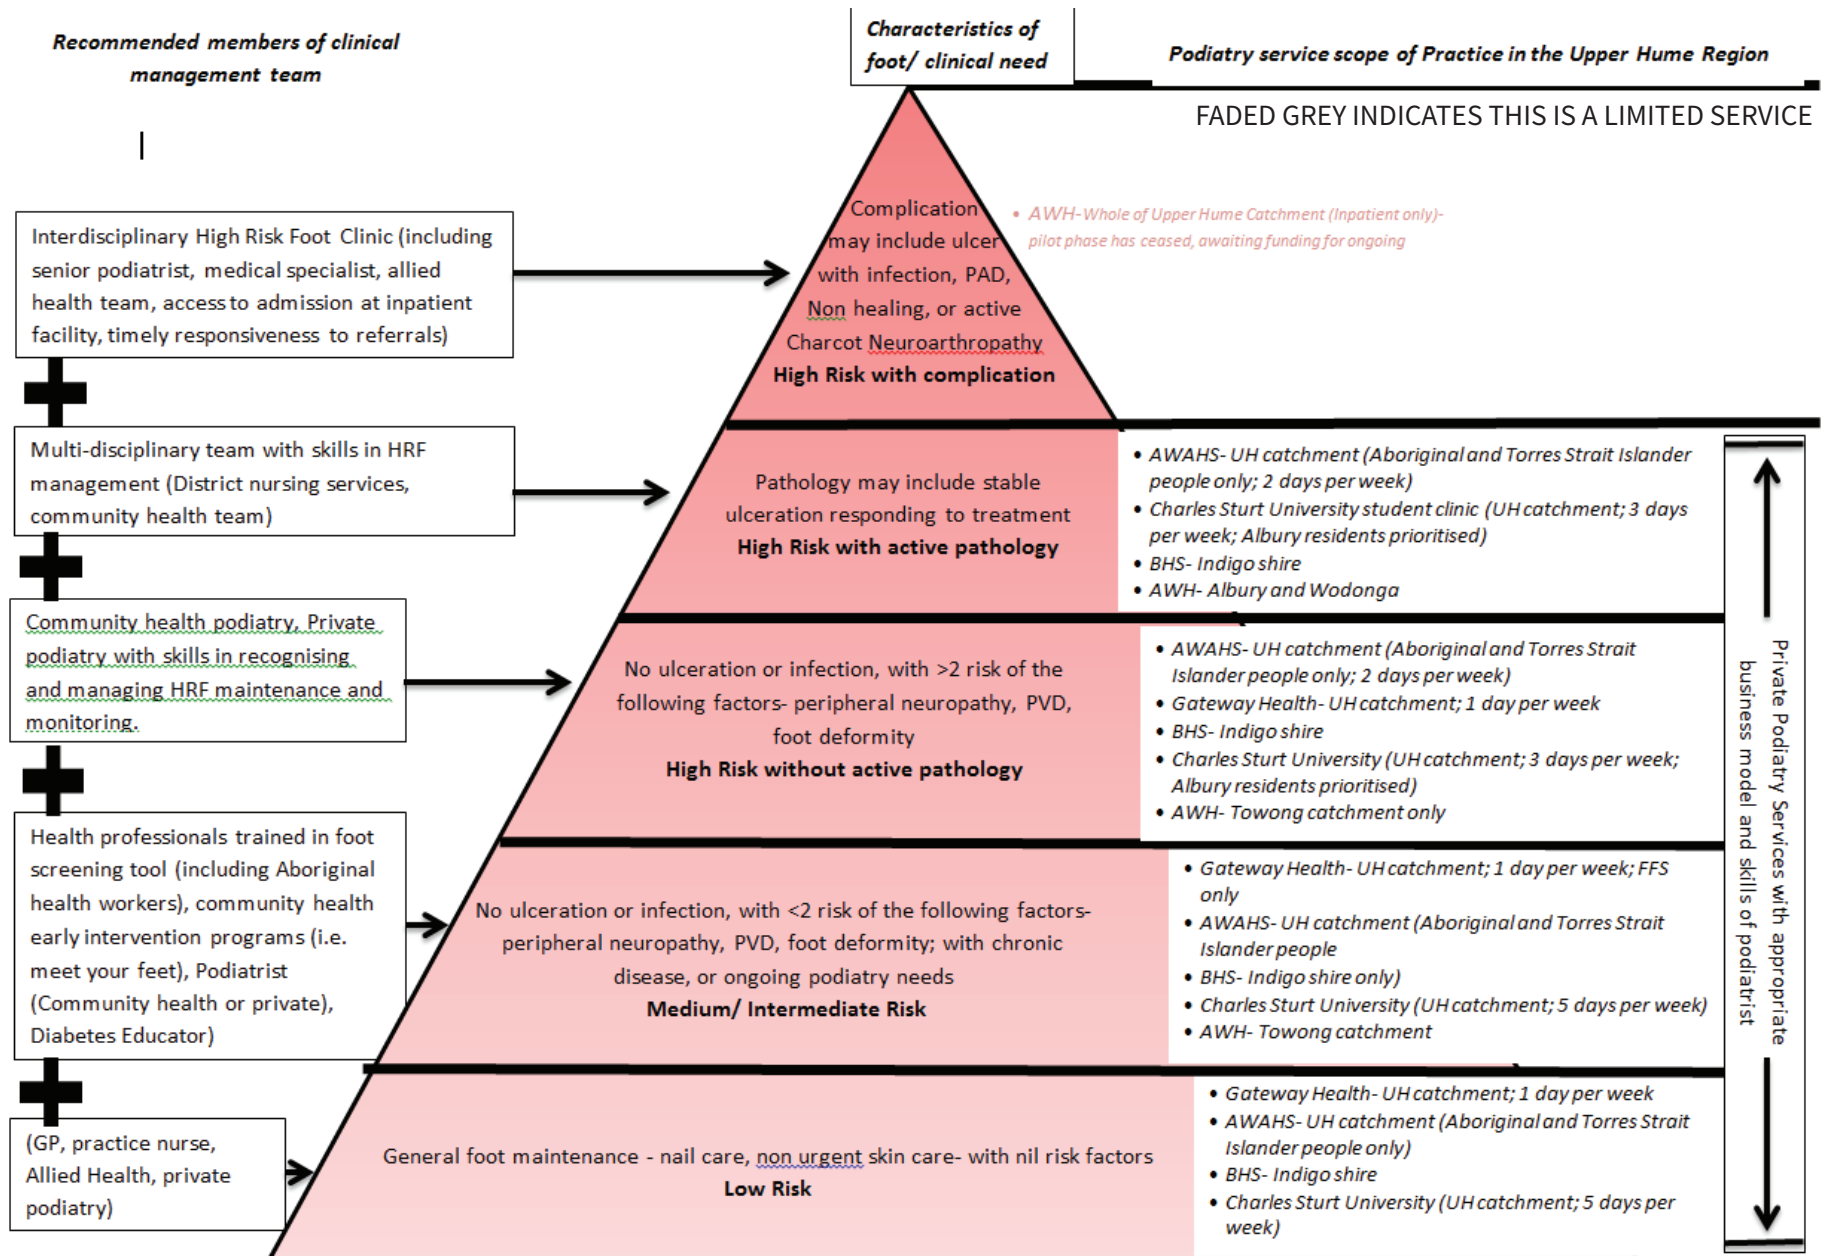 Recommended members of clinical
management team
Characteristics of
foot/ clinical need
Podiatry service scope of Practice in the Upper Hume Region
FADED GREY INDICATES THIS IS A LIMITED SERVICE
Interdisciplinary High Risk Foot Clinic (including
senior podiatrist, medical specialist, allied
health team, access to admission at inpatient
facility, timely responsiveness to referrals)
Complication
may include ulcer
with infection, PAD,
Non healing, or active
Charcot Neuroarthropathy
High Risk with complication
• AWH-Whole of Upper Hume Catchment (Inpatient only)-
pilot phase has ceased, awaiting funding for ongoing
Multi-disciplinary team with skills in HRF
management (District nursing services,
community health team)
Pathology may include stable
ulceration responding to treatment
High Risk with active pathology
• AWAHS- UH catchment (Aboriginal and Torres Strait Islander
people only; 2 days per week)
• Charles Sturt University student clinic (UH catchment; 3 days
per week; Albury residents prioritised)
• BHS- Indigo shire
• AWH- Albury and Wodonga
Community health podiatry, Private
podiatry with skills in recognising
and managing HRF maintenance and
monitoring.
No ulceration or infection, with >2 risk of the
following factors- peripheral neuropathy, PVD,
foot deformity
High Risk without active pathology
• AWAHS- UH catchment (Aboriginal and Torres Strait
Islander people only; 2 days per week)
• Gateway Health- UH catchment; 1 day per week
• BHS- Indigo shire
• Charles Sturt University (UH catchment; 3 days per week;
Albury residents prioritised)
• AWH- Towong catchment only
Health professionals trained in foot
screening tool (including Aboriginal
health workers), community health
early intervention programs (i.e.
meet your feet), Podiatrist
(Community health or private),
Diabetes Educator)
No ulceration or infection, with <2 risk of the following factors-
peripheral neuropathy, PVD, foot deformity; with chronic
disease, or ongoing podiatry needs
Medium/ Intermediate Risk
• Gateway Health- UH catchment; 1 day per week; FFS
only
• AWAHS- UH catchment (Aboriginal and Torres Strait
Islander people
• BHS- Indigo shire only)
• Charles Sturt University (UH catchment; 5 days per week)
• AWH- Towong catchment
(GP, practice nurse,
Allied Health, private
podiatry)
General foot maintenance - nail care, non urgent skin care- with nil risk factors
Low Risk
• Gateway Health- UH catchment; 1 day per week
• AWAHS- UH catchment (Aboriginal and Torres Strait
Islander people only)
• BHS- Indigo shire
• Charles Sturt University (UH catchment; 5 days per
week)
Private Podiatry Services with appropriate
business model and skills of podiatrist